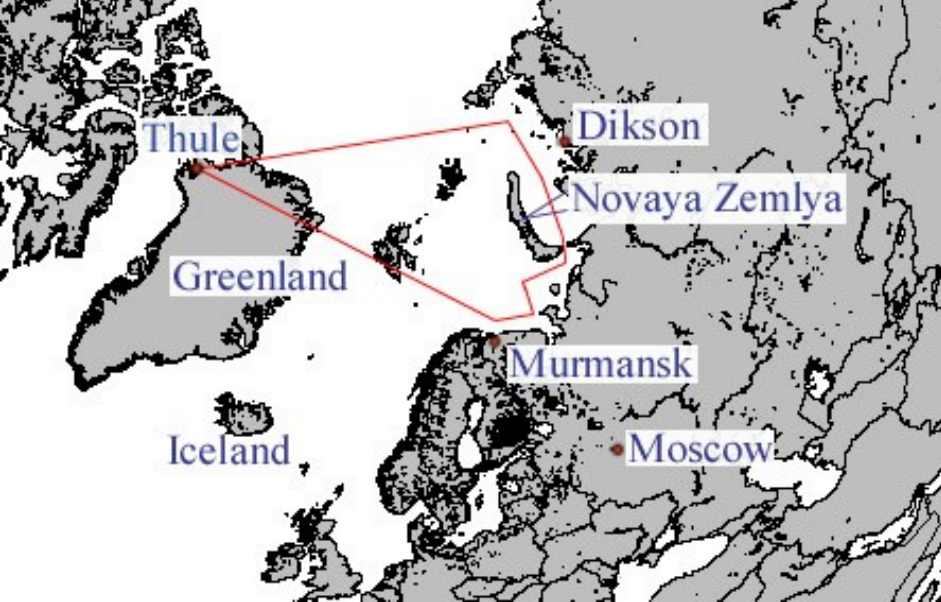 Thule
Dikson
Novaya Zemlya
Greenland
Murmansk
Iceland
Moscow